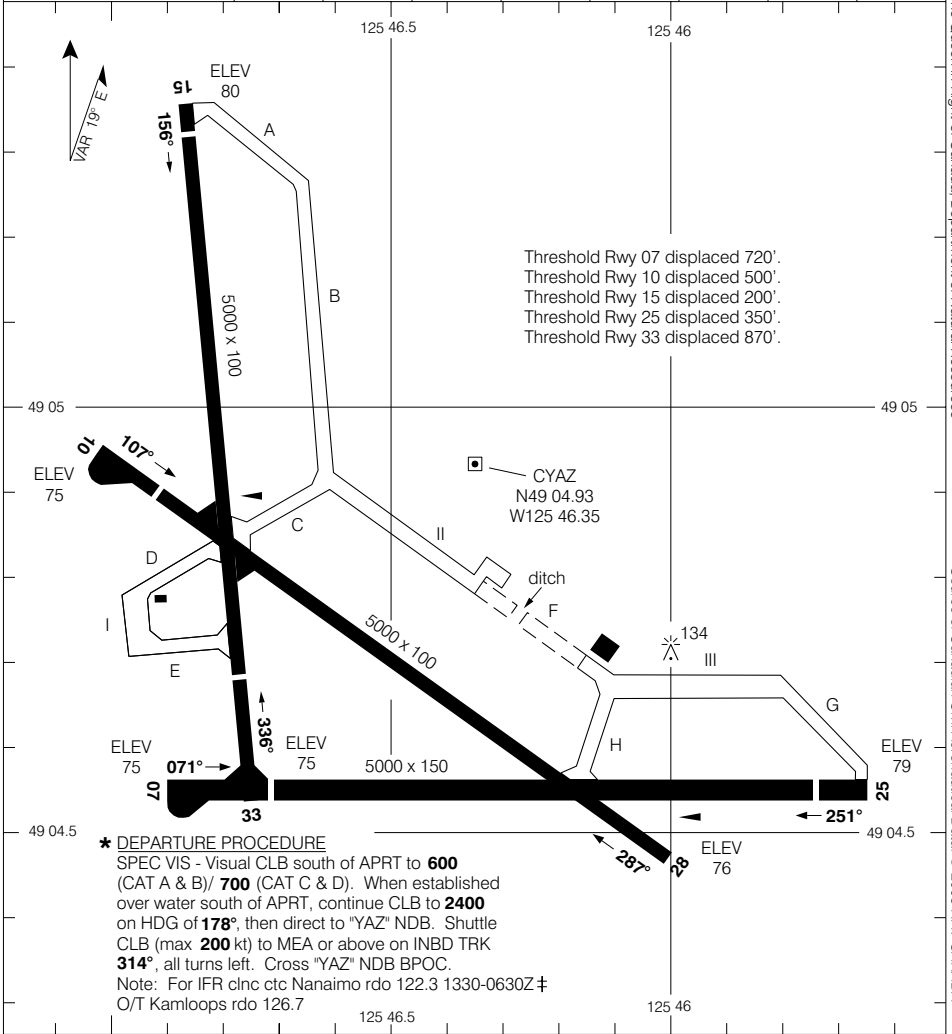 125 46.5
125 46
VAR 19° E
15
ELEV
80
156°
A
B
5000 x 100
Threshold Rwy 07 displaced 720'.
Threshold Rwy 10 displaced 500'.
Threshold Rwy 15 displaced 200'.
Threshold Rwy 25 displaced 350'.
Threshold Rwy 33 displaced 870'.
49 05
49 05
10
107°
ELEV
75
CYAZ
N49 04.93
W125 46.35
C
II
D
ditch
F
I
5000 x 100
134
III
E
G
336°
H
ELEV
75
071°
ELEV
75
5000 x 150
ELEV
79
07
25
33
251°
49 04.5
287°
28
ELEV
76
* DEPARTURE PROCEDURE
SPEC VIS - Visual CLB south of APRT to 600
(CAT A & B)/ 700 (CAT C & D). When established
over water south of APRT, continue CLB to 2400
on HDG of 178°, then direct to "YAZ" NDB. Shuttle
CLB (max 200 kt) to MEA or above on INBD TRK
314°, all turns left. Cross "YAZ" NDB BPOC.
Note: For IFR clnc ctc Nanaimo rdo 122.3 1330-0630Z ‡
O/T Kamloops rdo 126.7
125 46.5
125 46